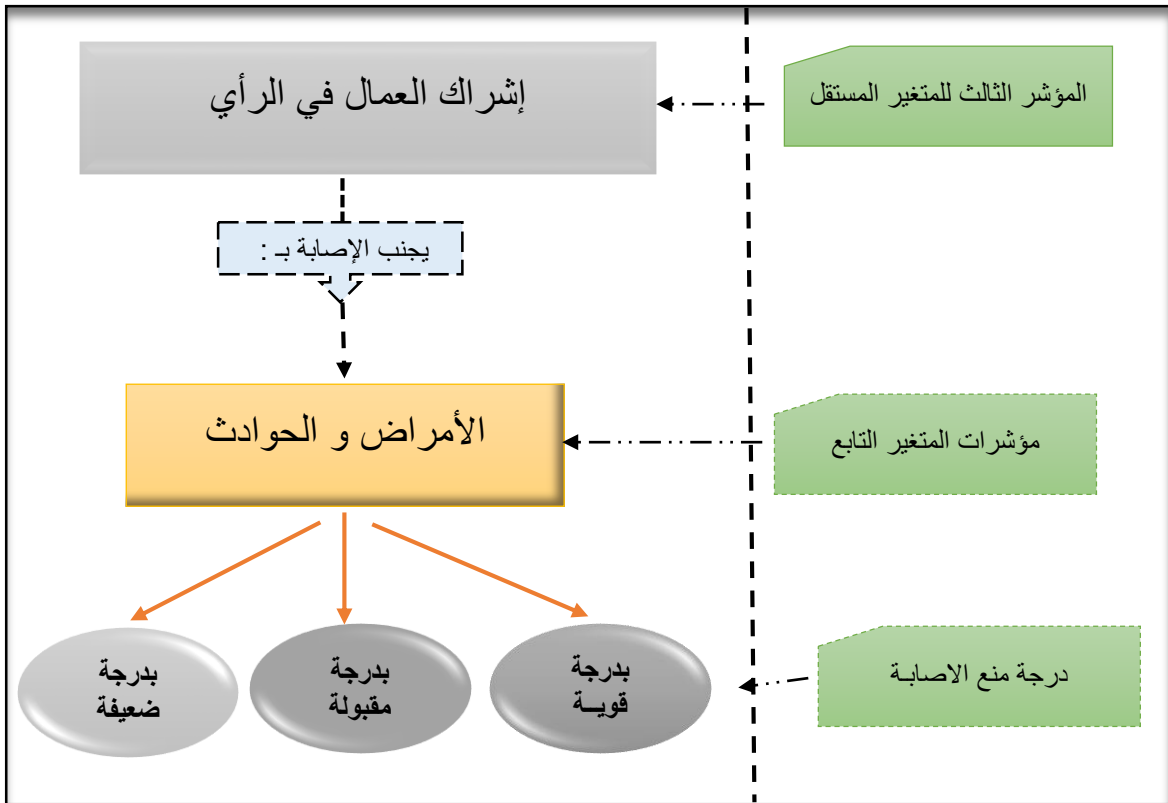 إشراك العمال في الرأي
المؤشر الثالث للمتغير المستقل
يجنب الإصابة بـ :
الأمراض و الحوادث
مؤشرات المتغير التابع
درجة منع الاصابـة
بدرجة
قويــة
بدرجة
مقبولة
بدرجة
ضعيفة